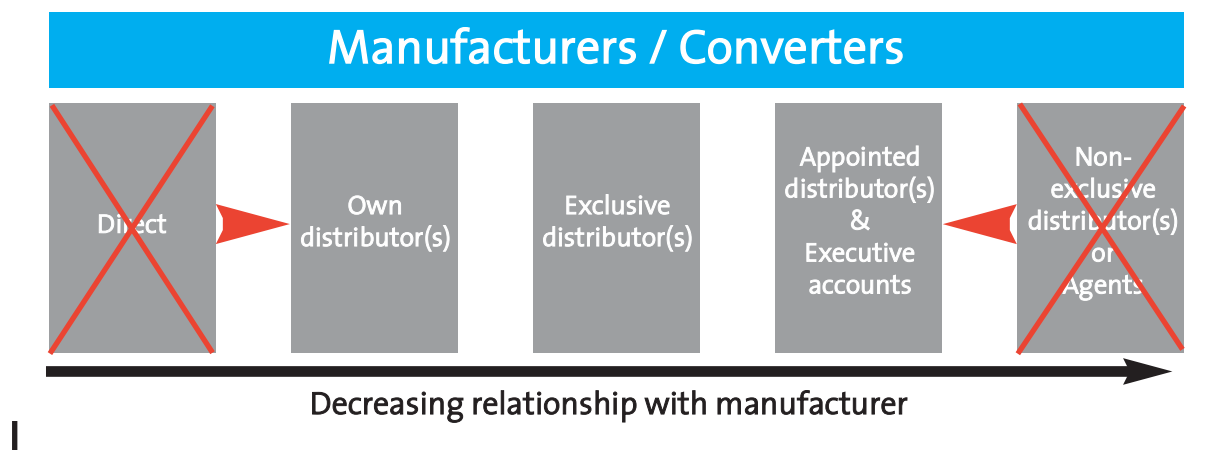 Manufacturers / Converters
Direct
Own
distributor(s)
Exclusive
distributor(s)
Appointed
distributor(s)
&
Executive
accounts
Non-
exclusive
distributor(s)
or
Agents
Decreasing relationship with manufacturer